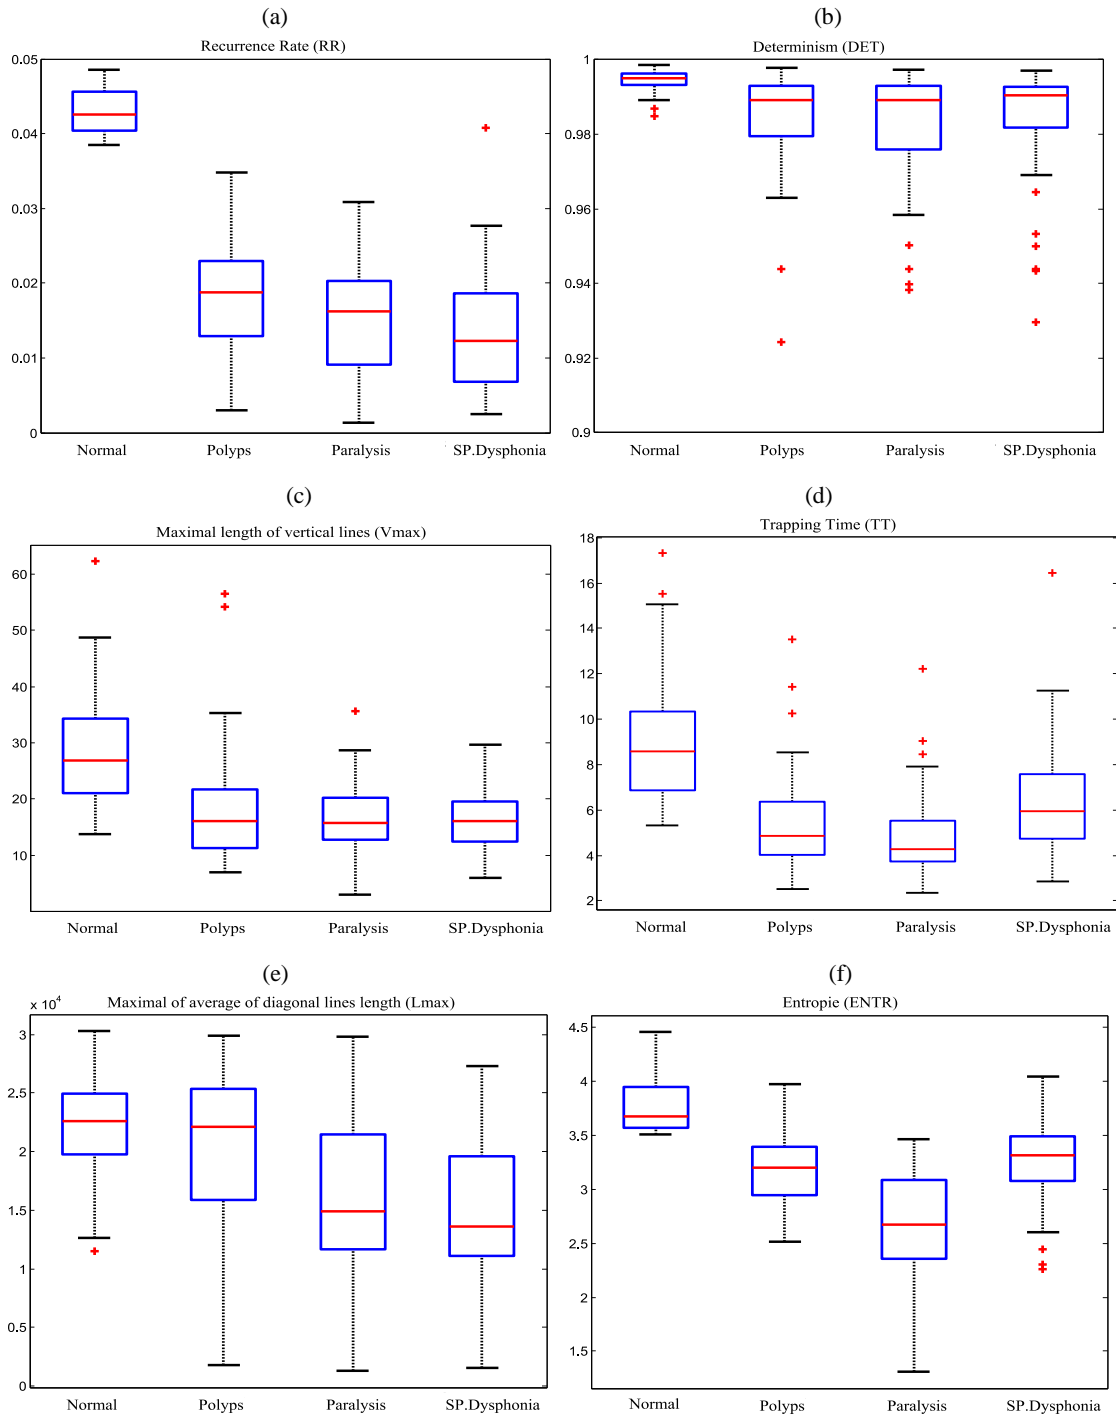 (a)
Recurrence Rate (RR)
0.05
0.04
0.03
0.02
0.01
0
Normal Polyps Paralysis SP.Dysphonia
(b)
Determinism (DET)
1
0.98
0.96
0.94
0.92
0.9
Normal Polyps Paralysis SP.Dysphonia
(c)
Maximal length of vertical lines (Vmax)
60
50
40
30
20
10
Normal Polyps Paralysis SP.Dysphonia
(d)
Trapping Time (TT)
18
16
14
12
10
8
6
4
2
Normal Polyps Paralysis SP.Dysphonia
(e)
x 10^4
Maximal of average of diagonal lines length (Lmax)
3
2.5
2
1.5
1
0.5
0
Normal Polyps Paralysis SP.Dysphonia
(f)
Entropie (ENTR)
4.5
4
3.5
3
2.5
2
1.5
Normal Polyps Paralysis SP.Dysphonia